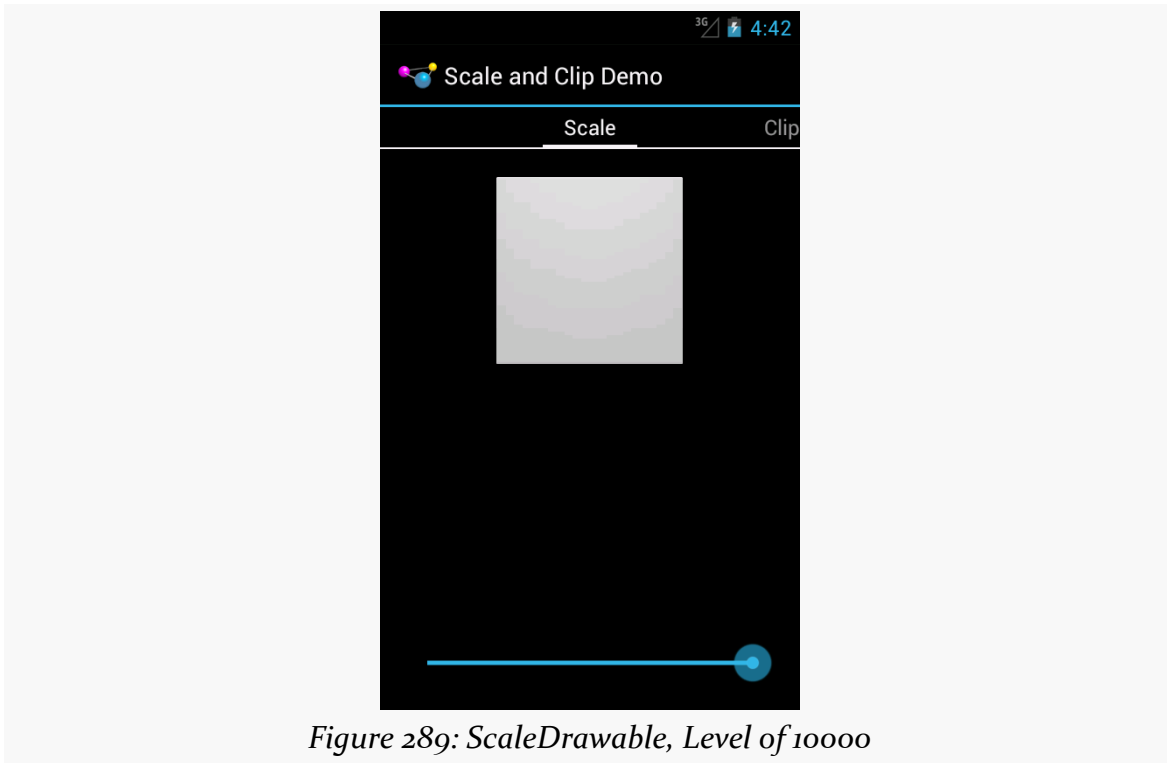 3G 4:42
Scale and Clip Demo
Scale Clip
Figure 289: ScaleDrawable, Level of 10000